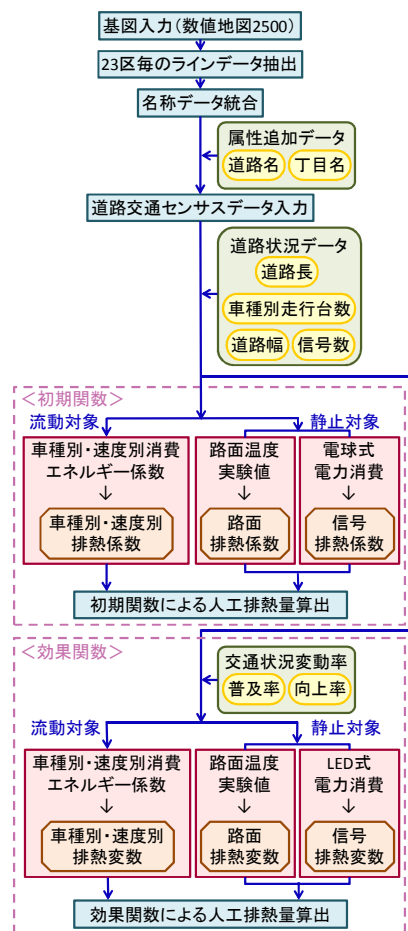 基図入力(数値地図2500)
23区毎のラインデータ抽出
名称データ統合
属性追加データ
道路名 丁目名
道路交通センサスデータ入力
道路状況データ
道路長
車種別走行台数
道路幅 信号数
＜初期関数＞
流動対象 静止対象
車種別・速度別消費
エネルギー係数
↓
車種別・速度別
排熱係数
路面温度
実験値
↓
路面
排熱係数
電球式
電力消費
↓
信号
排熱係数
初期関数による人工排熱量算出
＜効果関数＞
交通状況変動率
普及率 向上率
流動対象 静止対象
車種別・速度別消費
エネルギー係数
↓
車種別・速度別
排熱変数
路面温度
実験値
↓
路面
排熱変数
LED式
電力消費
↓
信号
排熱変数
効果関数による人工排熱量算出